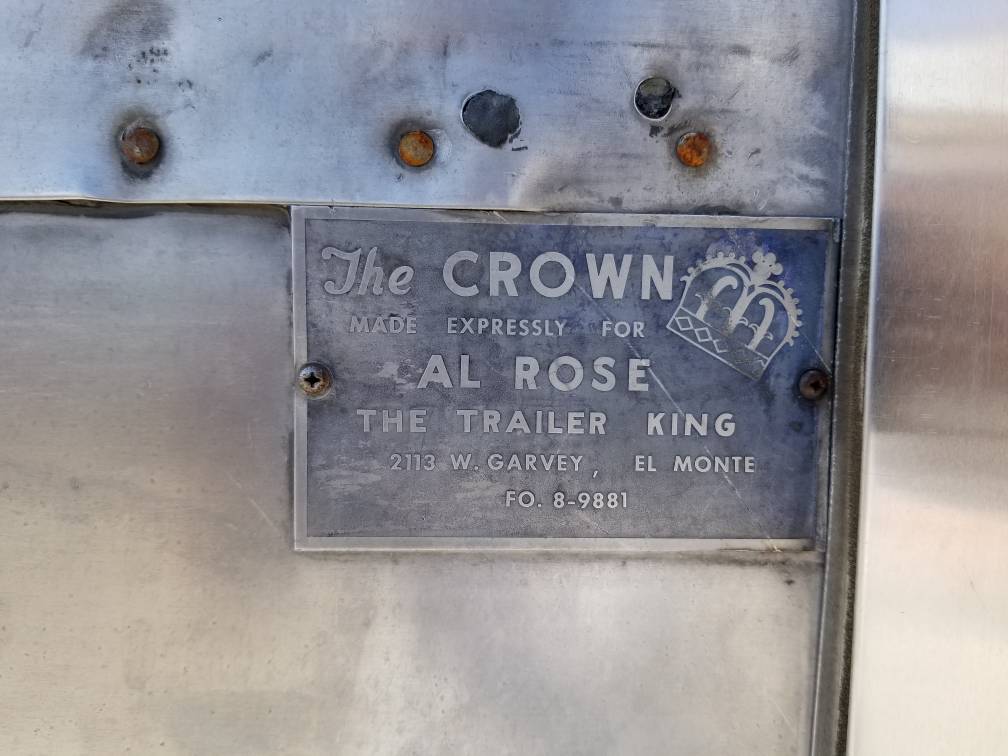 The CROWN
MADE EXPRESSLY FOR
AL ROSE
THE TRAILER KING
2113 W. GARVEY, EL MONTE
FO. 8-9881